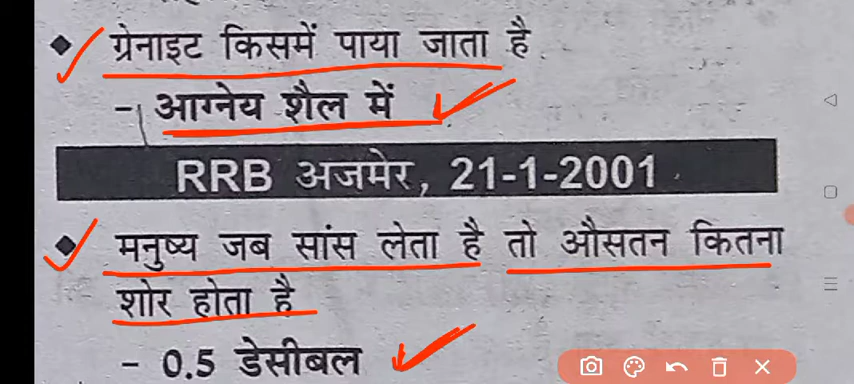 ◆ ग्रेनाइट किसमें पाया जाता है
- आग्नेय शैल में
RRB अजमेर, 21-1-2001
◆ मनुष्य जब सांस लेता है तो औसतन कितना
शोर होता है
- 0.5 डेसीबल